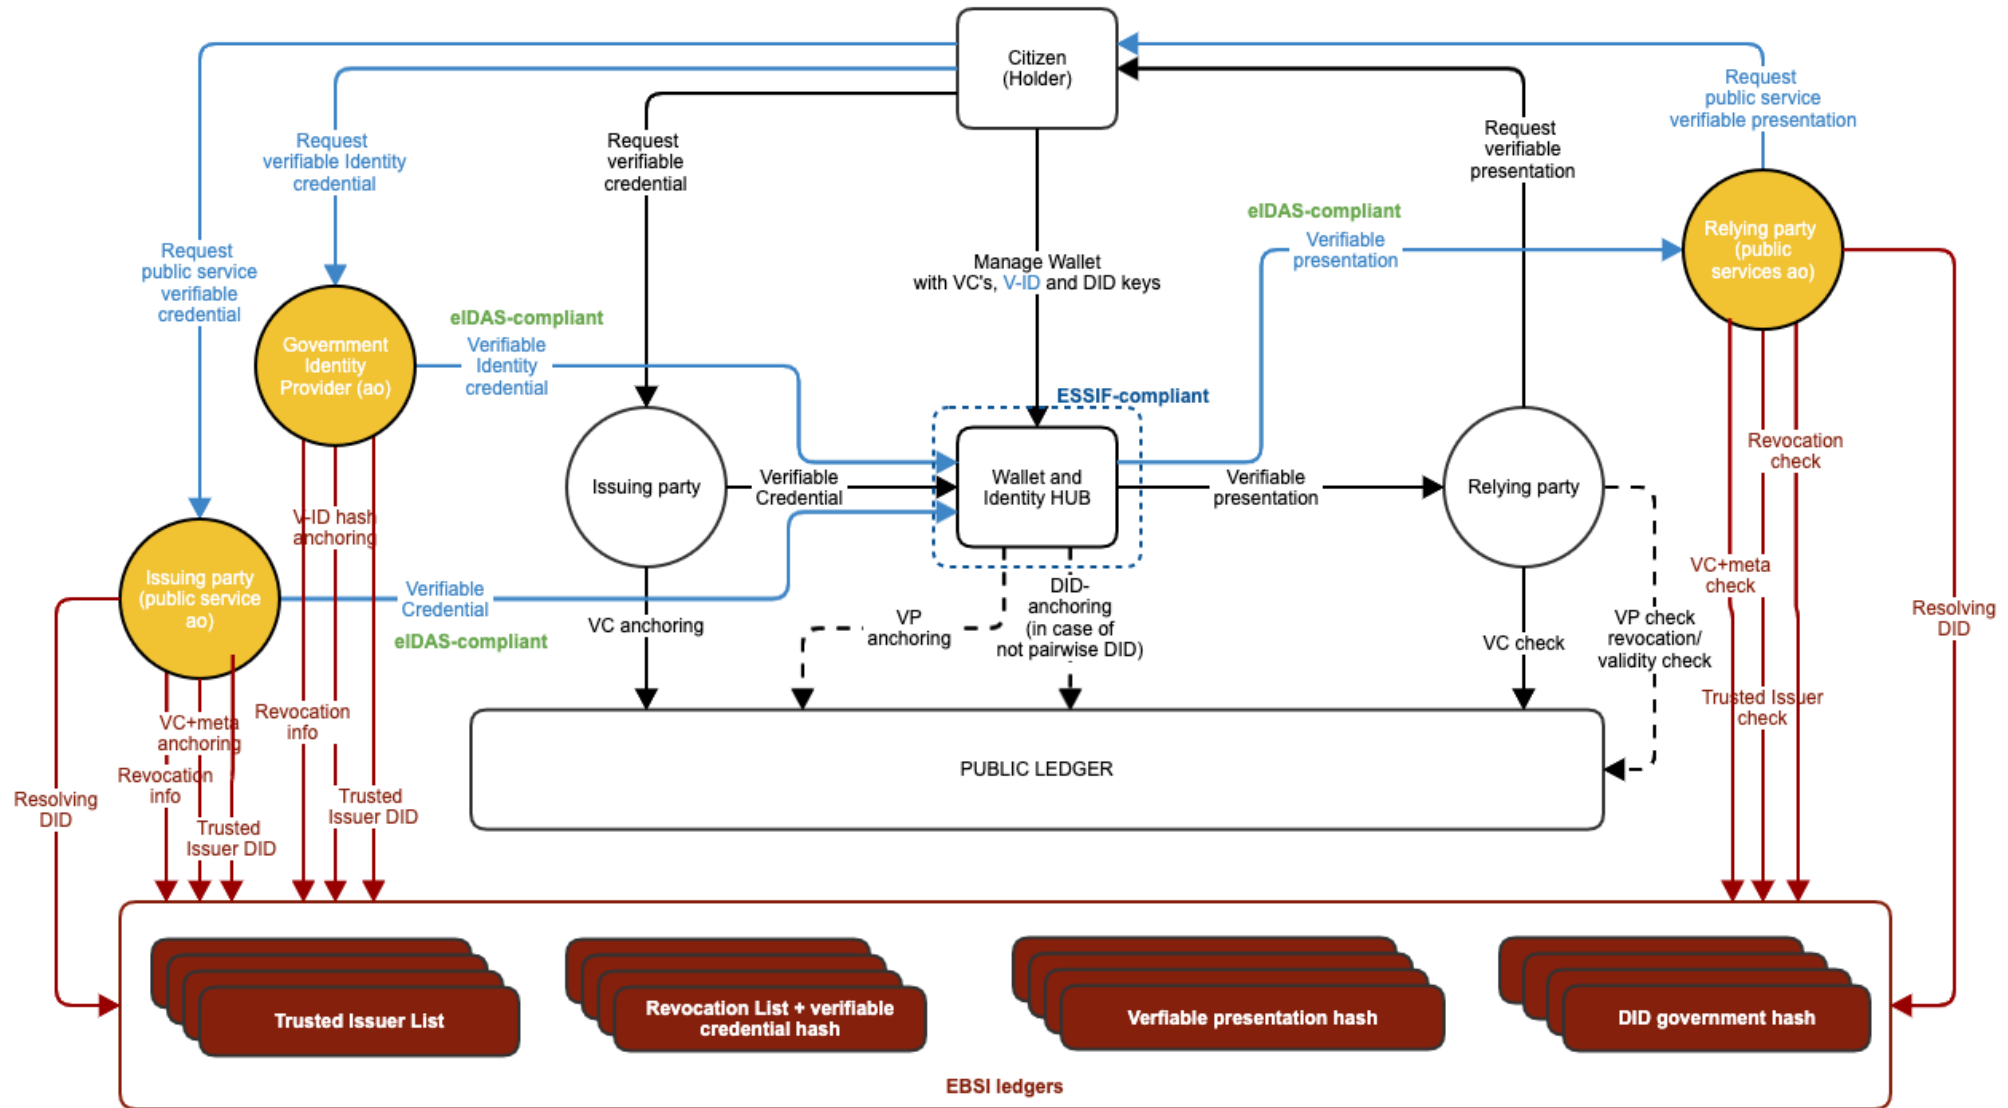 Citizen
(Holder)
Request
public service
verifiable presentation
Request
verifiable Identity
credential
Request
verifiable
credential
Request
verifiable
presentation
eIDAS-compliant
Verifiable
presentation
Relying party
(public
services ao)
Request
public service
verifiable
credential
Manage Wallet
with VC's, V-ID and DID keys
eIDAS-compliant
Verifiable
Identity
credential
Government
Identity
Provider (ao)
ESSIF-compliant
Revocation
check
Issuing party
Verifiable
Credential
Wallet and
Identity HUB
Verifiable
presentation
Relying party
V-ID hash
anchoring
Issuing party
(public service
ao)
Verifiable
Credential
eIDAS-compliant
VC anchoring
VP
anchoring
DID-
anchoring
(in case of
not pairwise DID)
VC check
VP check
revocation/
validity check
VC+meta
check
Resolving
DID
Trusted Issuer
check
VC+meta
anchoring
Revocation
info
Revocation
info
Resolving
DID
Trusted
Issuer DID
Trusted
Issuer DID
PUBLIC LEDGER
Trusted Issuer List
Revocation List + verifiable
credential hash
Verfiable presentation hash
DID government hash
EBSI ledgers